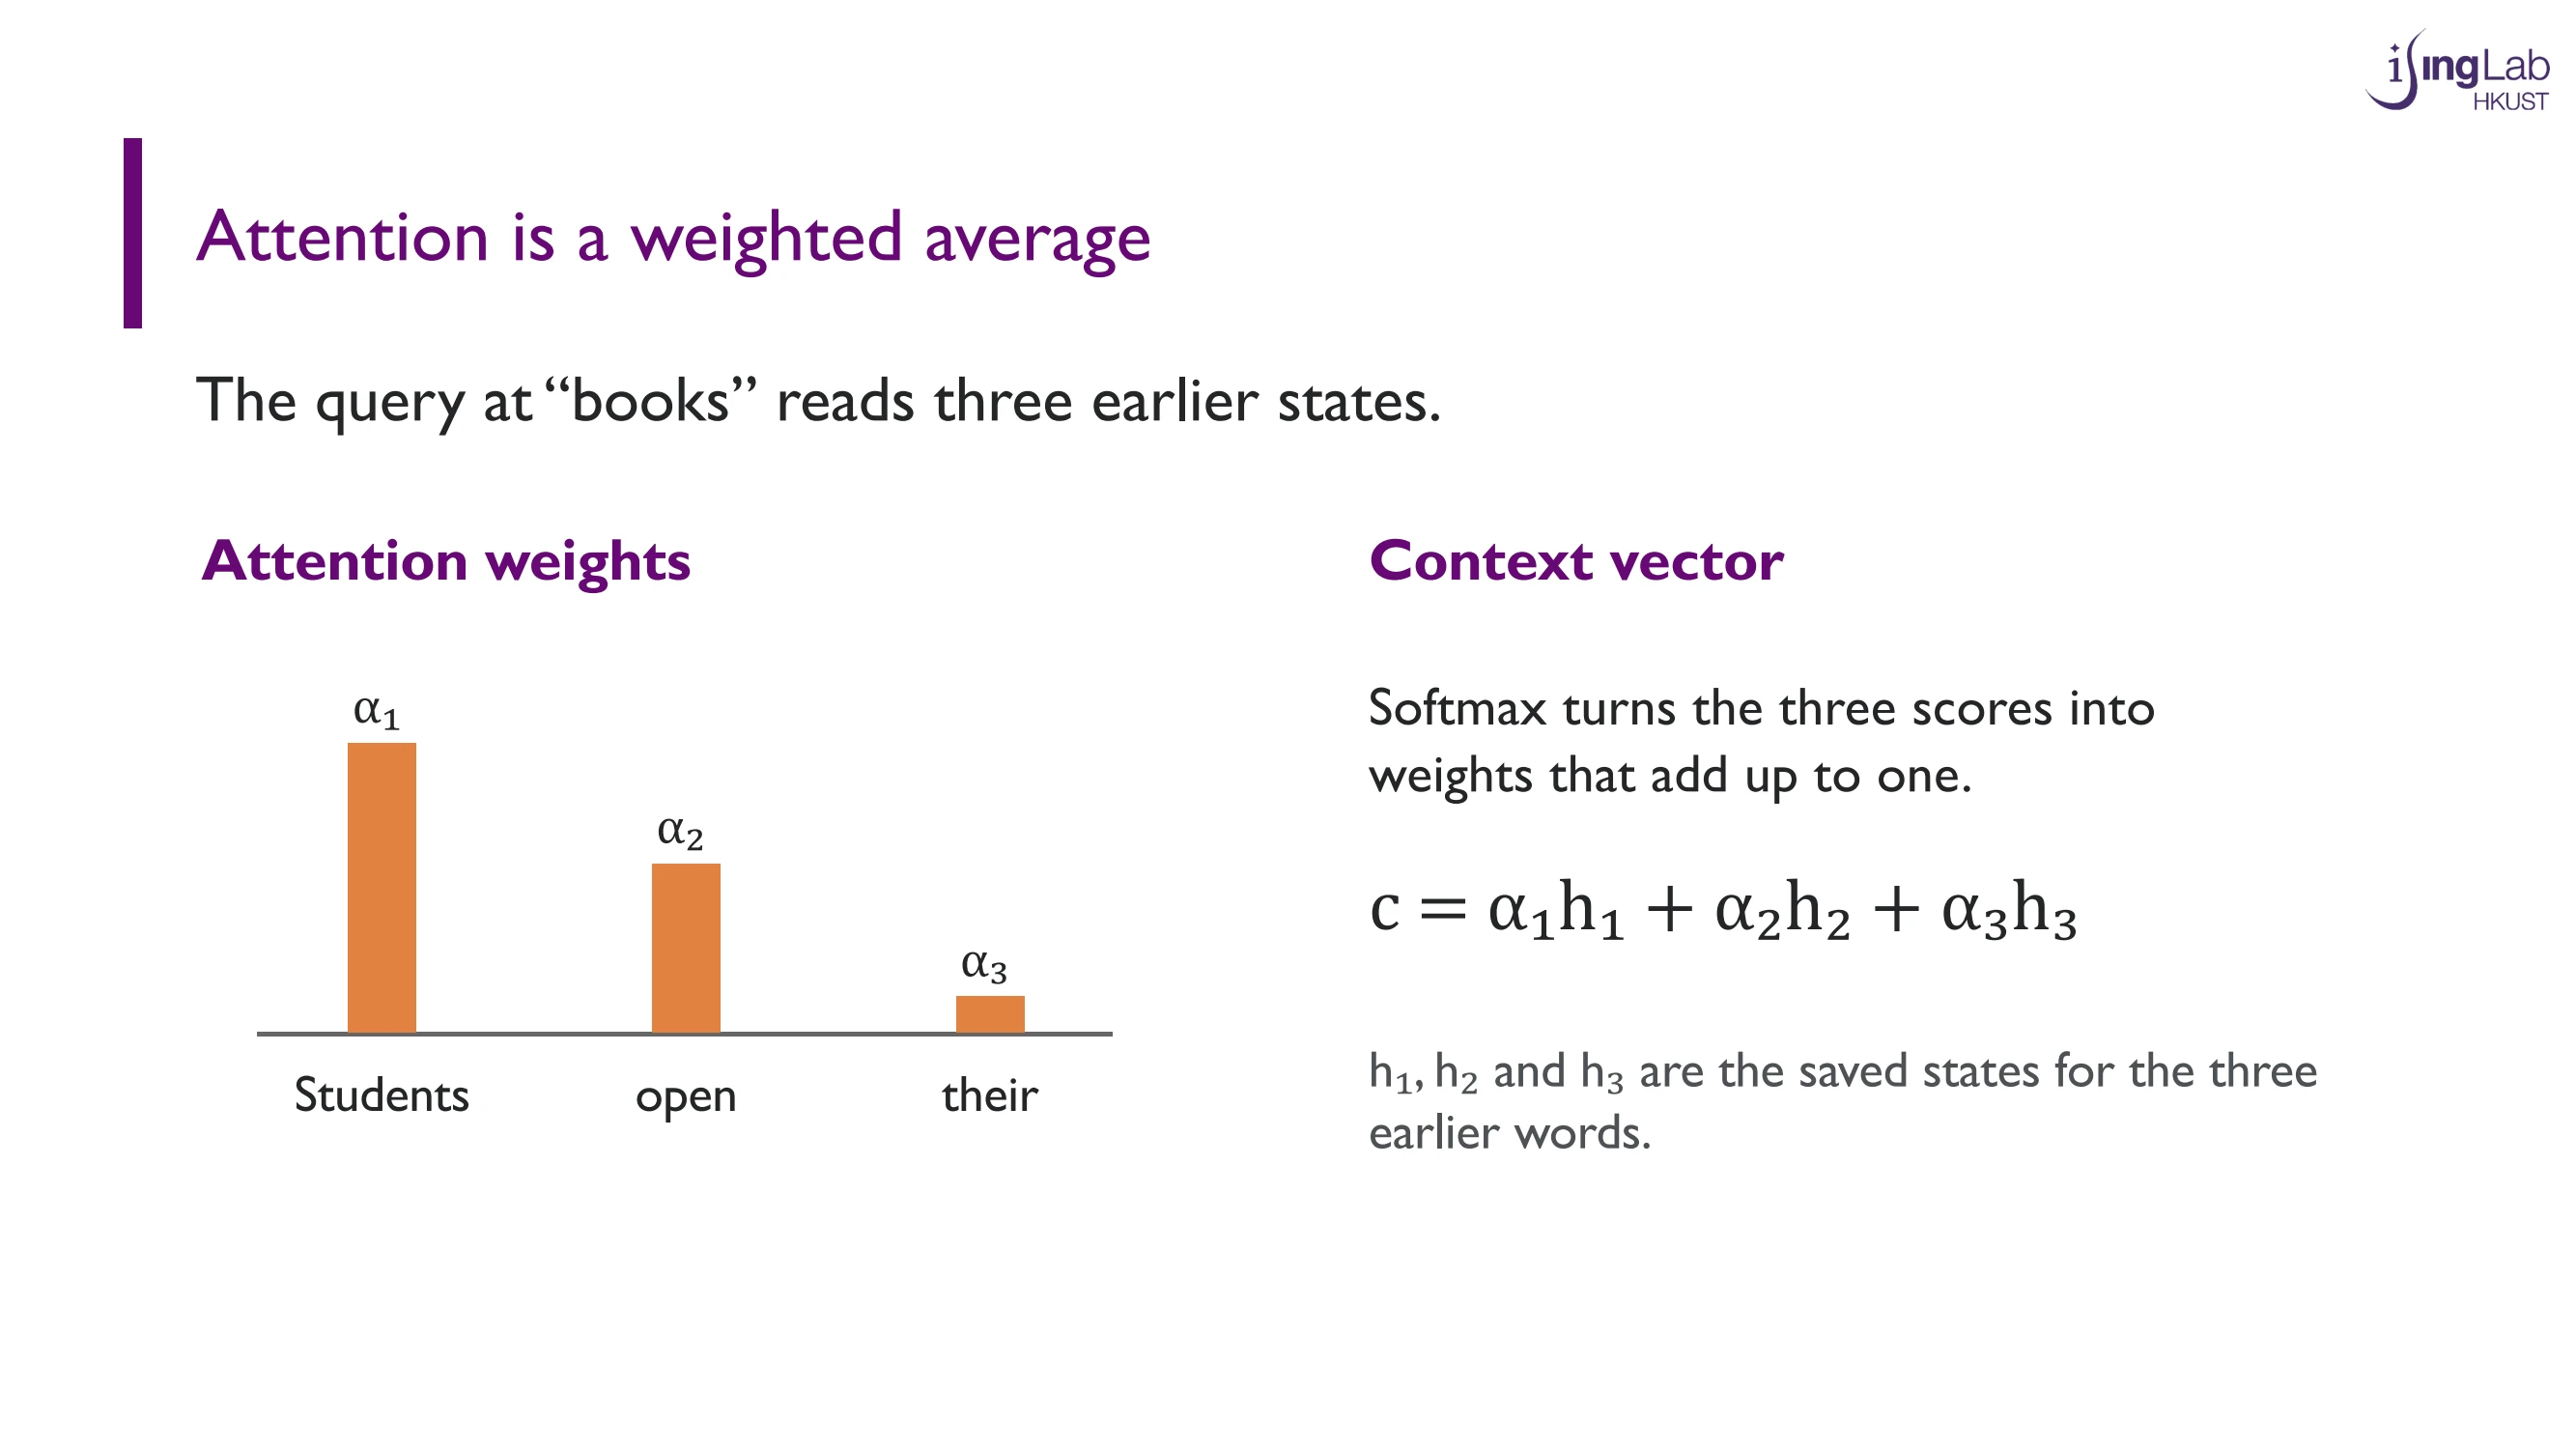 isingLab
HKUST
Attention is a weighted average
The query at “books” reads three earlier states.
Attention weights
α₁
α₂
α₃
Students open their
Context vector
Softmax turns the three scores into
weights that add up to one.
c = α₁h₁ + α₂h₂ + α₃h₃
h₁, h₂ and h₃ are the saved states for the three
earlier words.